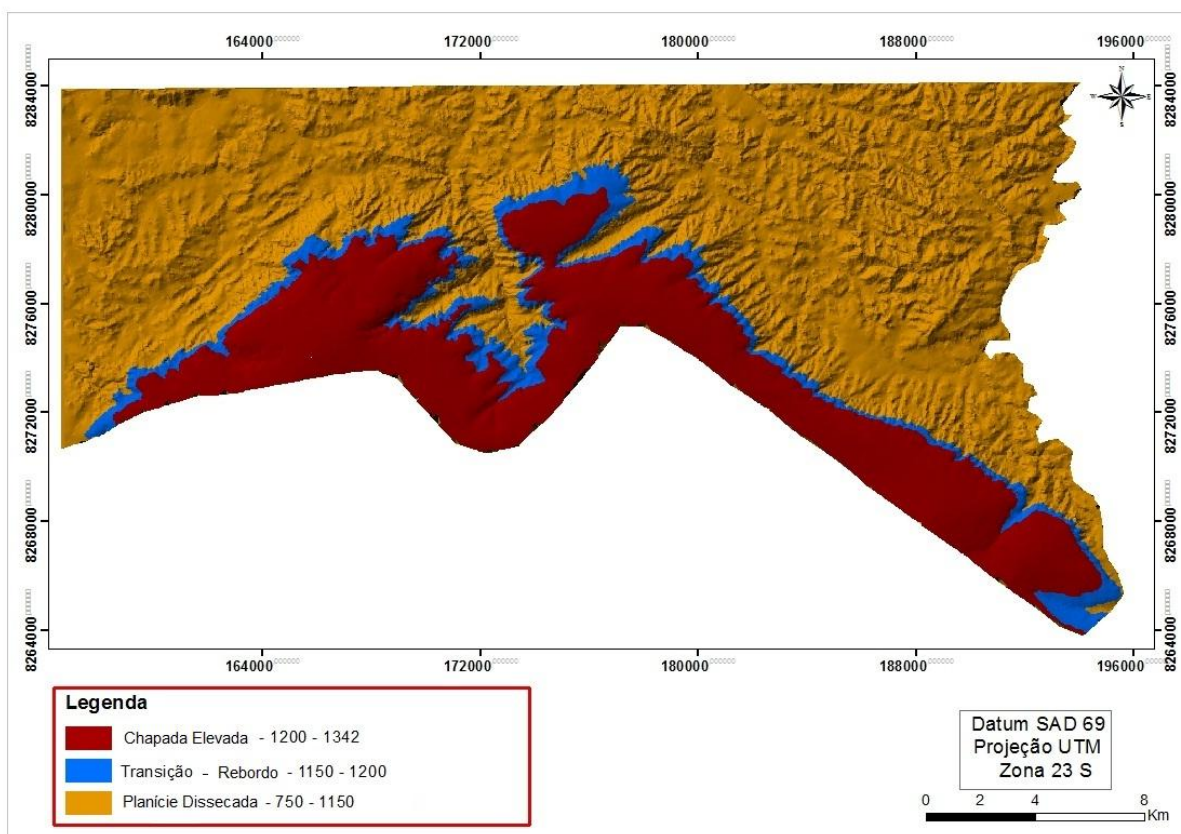 164000 172000 180000 188000 196000
8284000 8284000
8280000 8280000
8276000 8276000
8272000 8272000
8268000 8268000
8264000 8264000
164000 172000 180000 188000 196000
Legenda
Chapada Elevada - 1200 - 1342
Transição - Rebordo - 1150 - 1200
Planície Dissecada - 750 - 1150
Datum SAD 69
Projeção UTM
Zona 23 S
0 2 4 8
Km